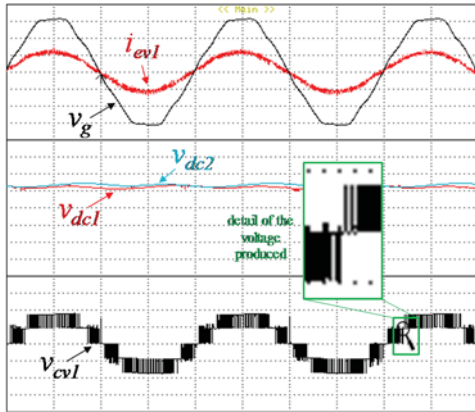 << Main >>
i_ev1
v_g
v_dc2
v_dc1
detail of the
voltage
produced
v_cv1